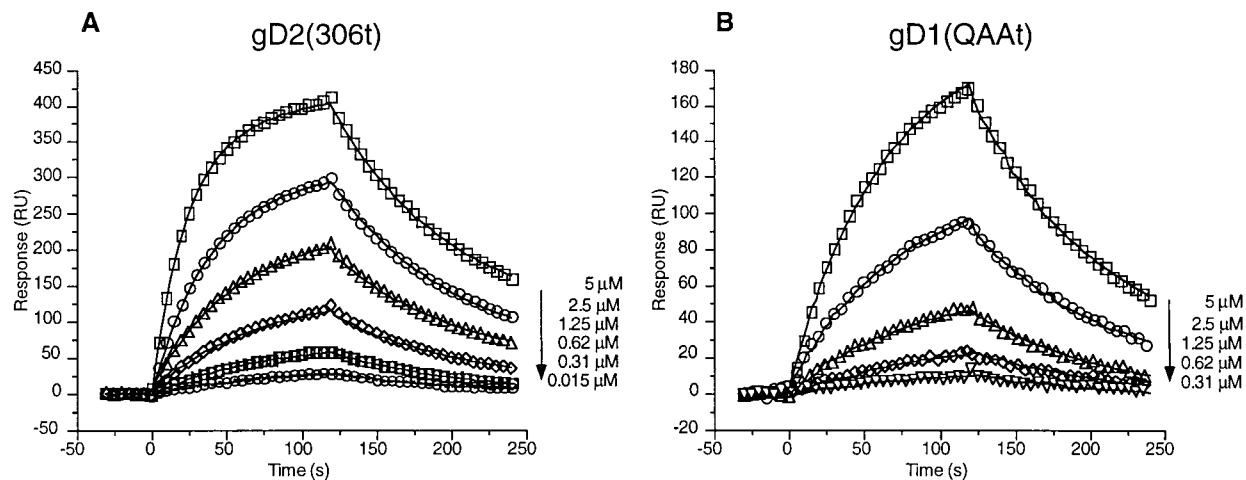 A
gD2(306t)
450
400
350
300
250
200
150
100
50
0
-50
Response (RU)
-50 0 50 100 150 200 250
Time (s)
5 µM
2.5 µM
1.25 µM
0.62 µM
0.31 µM
0.015 µM
B
gD1(QAAt)
180
160
140
120
100
80
60
40
20
0
-20
Response (RU)
-50 0 50 100 150 200 250
Time (s)
5 µM
2.5 µM
1.25 µM
0.62 µM
0.31 µM